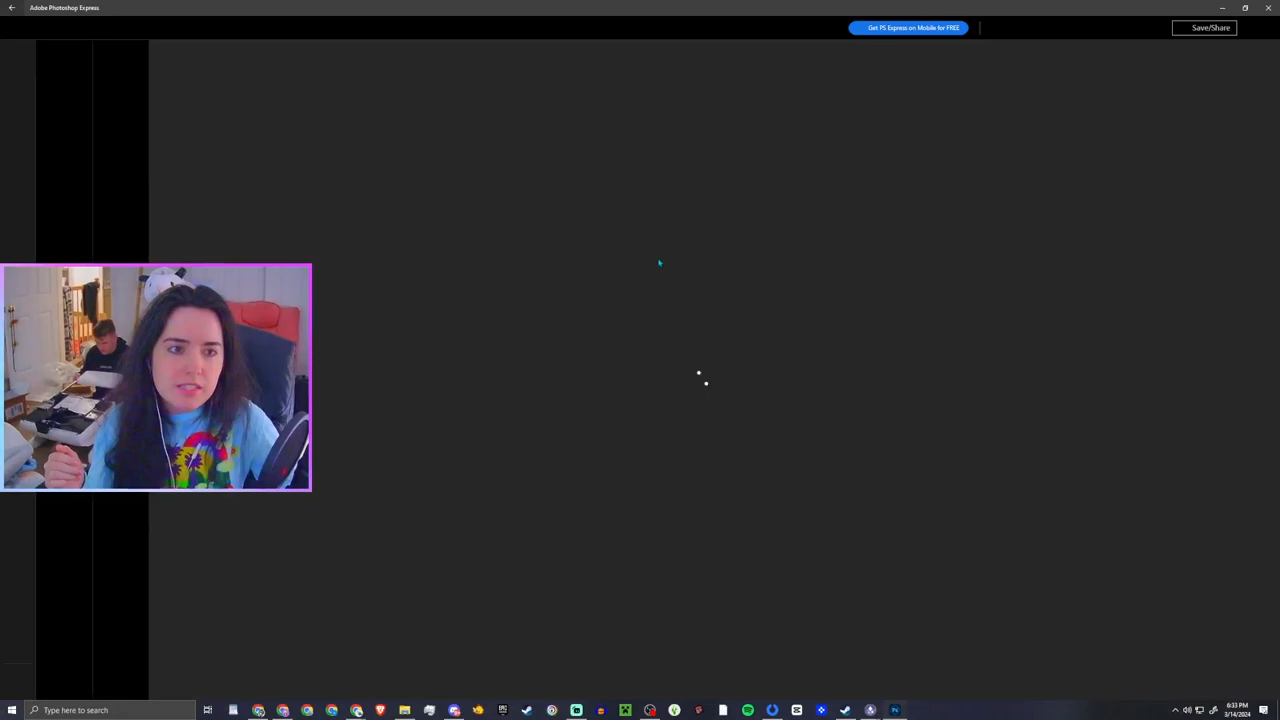 Adobe Photoshop Express
Get PS Express on Mobile for FREE
Save/Share
Type here to search
6:33 PM
3/14/2024